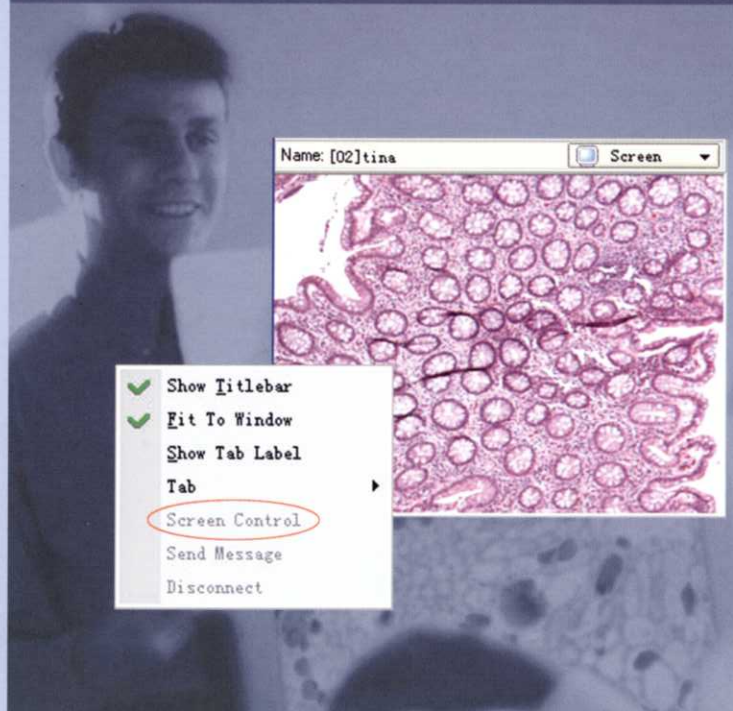 Name: [02]tina
Screen
Show Titlebar
Fit To Window
Show Tab Label
Tab
Screen Control
Send Message
Disconnect